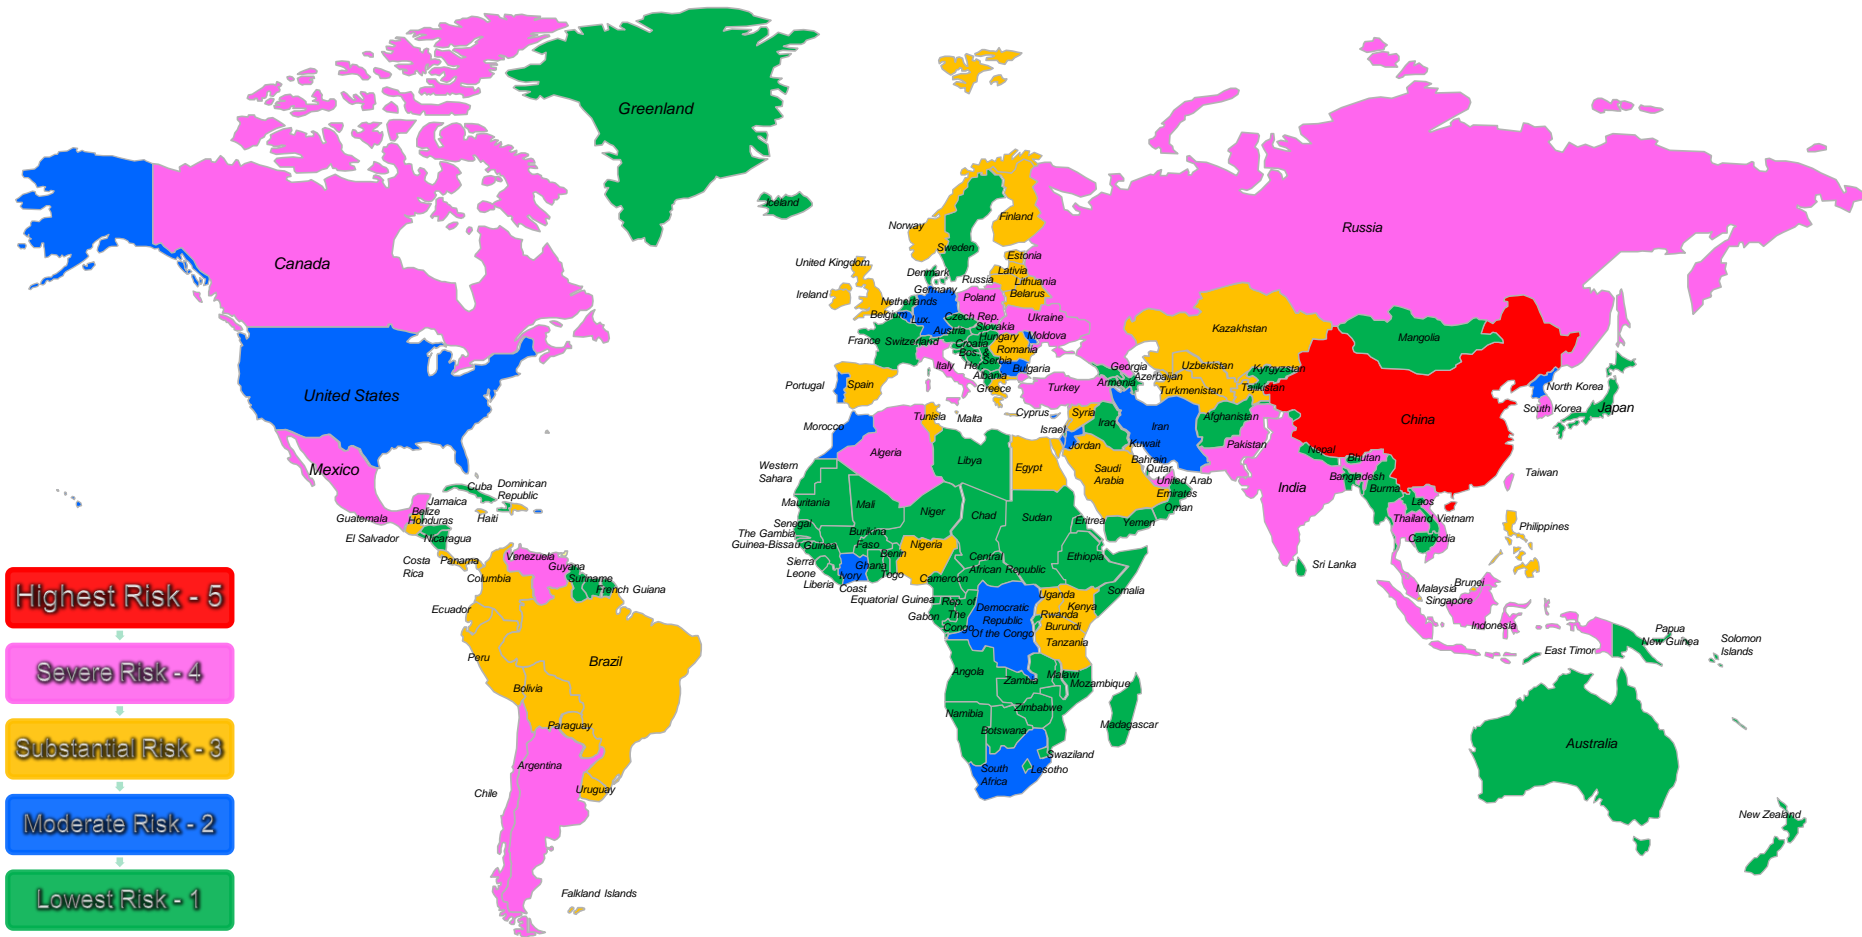 Greenland
Iceland
Canada
United States
Mexico
Cuba
Dominican
Republic
Jamaica
Belize
Honduras
Haiti
Guatemala
El Salvador
Nicaragua
Costa
Rica
Panama
Venezuela
Guyana
Suriname
French Guiana
Columbia
Ecuador
Peru
Brazil
Bolivia
Paraguay
Argentina
Chile
Uruguay
Falkland Islands
Norway
Sweden
Finland
Estonia
Lativia
Lithuania
Russia
Belarus
United Kingdom
Ireland
Denmark
Germany
Netherlands
Belgium
Lux.
Poland
Czech Rep.
Slovakia
Ukraine
Moldova
Austria
Hungary
France
Switzerland
Croatia
Romania
Bos. &
Her.
Serbia
Italy
Albania
Bulgaria
Greece
Portugal
Spain
Turkey
Georgia
Armenia
Azerbaijan
Russia
Kazakhstan
Uzbekistan
Kyrgyzstan
Turkmenistan
Tajikistan
Mangolia
China
North Korea
South Korea
Japan
Taiwan
Malta
Cyprus
Syria
Israel
Iraq
Iran
Jordan
Kuwait
Bahrain
Qutar
United Arab
Emirates
Saudi
Arabia
Oman
Yemen
Afghanistan
Pakistan
Nepal
Bhutan
Bangladesh
India
Sri Lanka
Burma
Laos
Thailand
Vietnam
Cambodia
Philippines
Malaysia
Brunei
Singapore
Indonesia
East Timor
Papua
New Guinea
Solomon
Islands
Australia
New Zealand
Morocco
Tunisia
Algeria
Libya
Egypt
Western
Sahara
Mauritania
Mali
Niger
Chad
Sudan
Eritrea
Senegal
The Gambia
Guinea-Bissau
Guinea
Sierra
Leone
Liberia
Ivory
Coast
Burkina
Faso
Ghana
Togo
Benin
Nigeria
Cameroon
Central
African Republic
Ethiopia
Somalia
Equatorial Guinea
Gabon
Rep. of
The
Congo
Democratic
Republic
Of the Congo
Uganda
Kenya
Rwanda
Burundi
Tanzania
Angola
Zambia
Malawi
Mozambique
Zimbabwe
Namibia
Botswana
Madagascar
Swaziland
Lesotho
South
Africa
Highest Risk - 5
Severe Risk - 4
Substantial Risk - 3
Moderate Risk - 2
Lowest Risk - 1